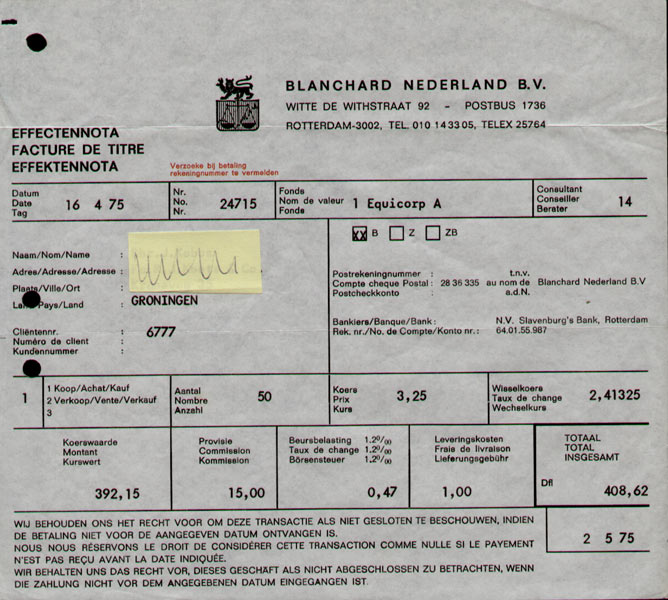 BLANCHARD NEDERLAND B.V.
WITTE DE WITHSTRAAT 92 - POSTBUS 1736
ROTTERDAM-3002, TEL. 010 143305, TELEX 25764
EFFECTENNOTA
FACTURE DE TITRE
EFFEKTENNOTA
Verzoeke bij betaling
rekeningnummer te vermelden
Datum
Date 16 4 75
Tag
Nr.
No. 24715
Nr.
Fonds
Nom de valeur 1 Equicorp A
Fonds
Consultant
Conseiller 14
Berater
XX B Z ZB
Naam/Nom/Name :
Adres/Adresse/Adresse :
Plaats/Ville/Ort :
Land/Pays/Land : GRONINGEN
Cliëntennr. : 6777
Numéro de client :
Kundennummer :
Postrekeningnummer : t.n.v.
Compte cheque Postal : 28 36 335 au nom de Blanchard Nederland B.V
Postcheckkonto : a.d.N.
Bankiers/Banque/Bank : N.V. Slavenburg's Bank, Rotterdam
Rek. nr./No. de Compte/Konto nr. : 64.01.55.987
1
1 Koop/Achat/Kauf
2 Verkoop/Vente/Verkauf
3
Aantal
Nombre 50
Anzahl
Koers
Prix 3,25
Kurs
Wisselkoers
Taux de change 2,41325
Wechselkurs
Koerswaarde
Montant
Kurswert
392,15
Provisie
Commission
Kommission
15,00
Beursbelasting 1.2‰
Taux de change 1.2‰
Börsensteuer 1.2‰
0,47
Leveringskosten
Frais de livraison
Lieferungsgebühr
1,00
TOTAAL
TOTAL
INSGESAMT
Dfl 408,62
WIJ BEHOUDEN ONS HET RECHT VOOR OM DEZE TRANSACTIE ALS NIET GESLOTEN TE BESCHOUWEN, INDIEN
DE BETALING NIET VOOR DE AANGEGEVEN DATUM ONTVANGEN IS.
NOUS NOUS RÉSERVONS LE DROIT DE CONSIDÉRER CETTE TRANSACTION COMME NULLE SI LE PAYEMENT
N'EST PAS REÇU AVANT LA DATE INDIQUÉE.
WIR BEHALTEN UNS DAS RECHT VOR, DIESES GESCHÄFT ALS NICHT ABGESCHLOSSEN ZU BETRACHTEN, WENN
DIE ZAHLUNG NICHT VOR DEM ANGEGEBENEN DATUM EINGEGANGEN IST.
2 5 75